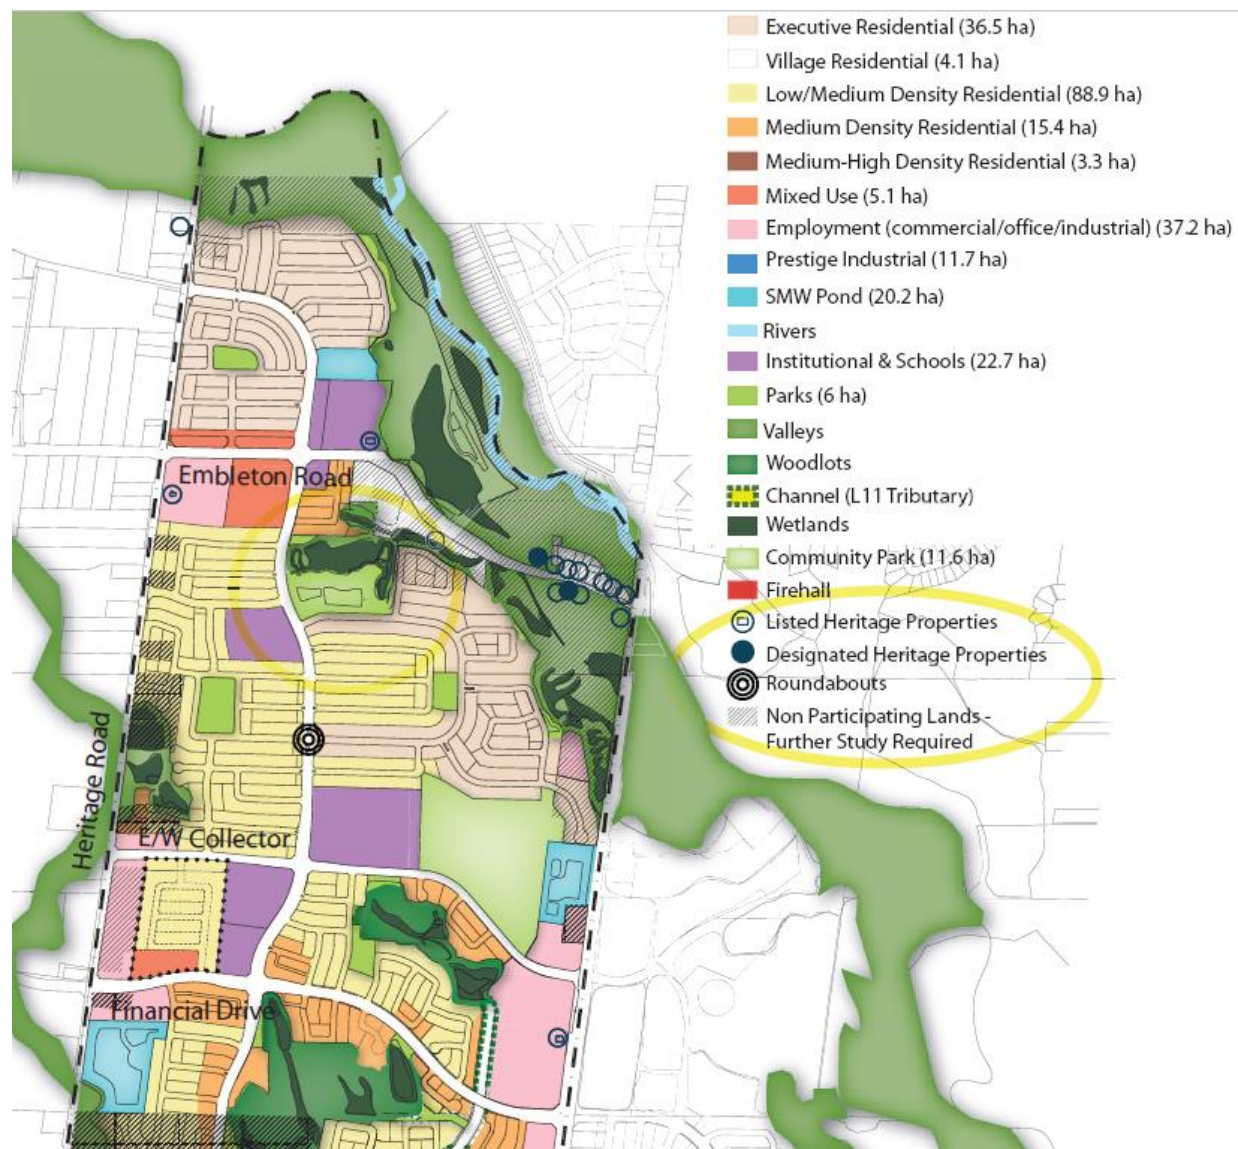 Executive Residential (36.5 ha)
Village Residential (4.1 ha)
Low/Medium Density Residential (88.9 ha)
Medium Density Residential (15.4 ha)
Medium-High Density Residential (3.3 ha)
Mixed Use (5.1 ha)
Employment (commercial/office/industrial) (37.2 ha)
Prestige Industrial (11.7 ha)
SMW Pond (20.2 ha)
Rivers
Institutional & Schools (22.7 ha)
Parks (6 ha)
Valleys
Woodlots
Channel (L11 Tributary)
Wetlands
Community Park (11.6 ha)
Firehall
Listed Heritage Properties
Designated Heritage Properties
Roundabouts
Non Participating Lands -
Further Study Required
Embleton Road
Heritage Road
E/W Collector
Financial Drive